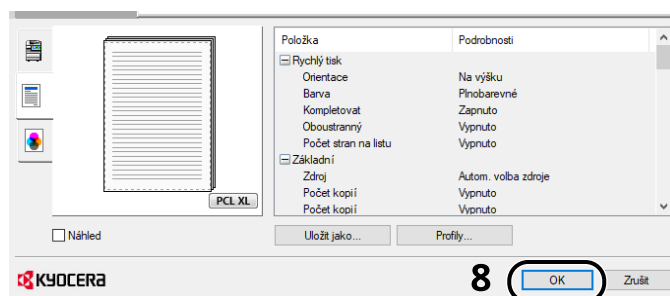 Položka Podrobnosti
Rychlý tisk
Orientace Na výšku
Barva Plnobarevné
Kompletovat Zapnuto
Oboustranný Vypnuto
Počet stran na listu Vypnuto
Základní
Zdroj Autom. volba zdroje
Počet kopií Vypnuto
Počet kopií Vypnuto
PCL XL
Náhled Uložit jako... Profily...
KYOCERA 8 OK Zrušit